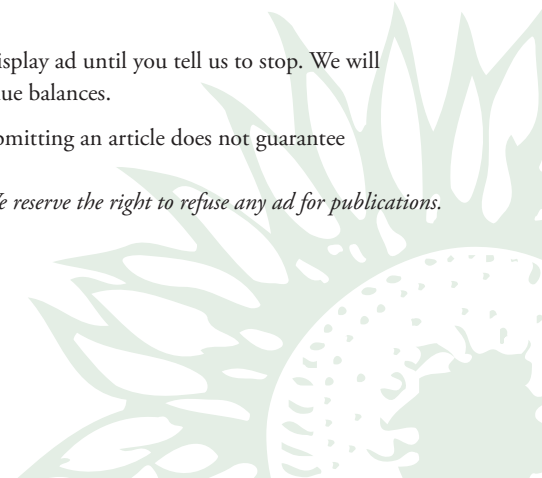 isplay ad until you tell us to stop. We will
ue balances.
bmitting an article does not guarantee
e reserve the right to refuse any ad for publications.